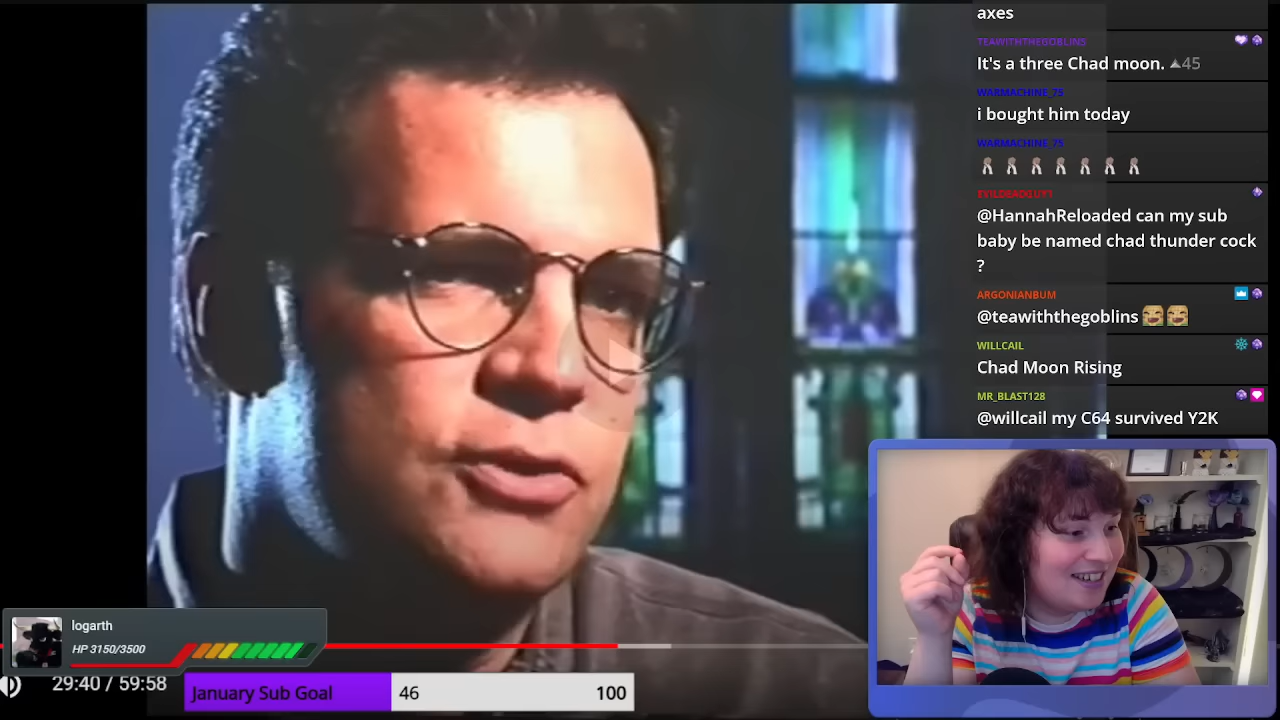 axes
TEAWITHTHEGOBLINS
It's a three Chad moon. ▲45
WARMACHINE_75
i bought him today
WARMACHINE_75
EVILDEADGUY1
@HannahReloaded can my sub
baby be named chad thunder cock
?
ARGONIANBUM
@teawiththegoblins
WILLCAIL
Chad Moon Rising
MR_BLAST128
@willcail my C64 survived Y2K
logarth
HP 3150/3500
29:40 / 59:58
January Sub Goal 46 100